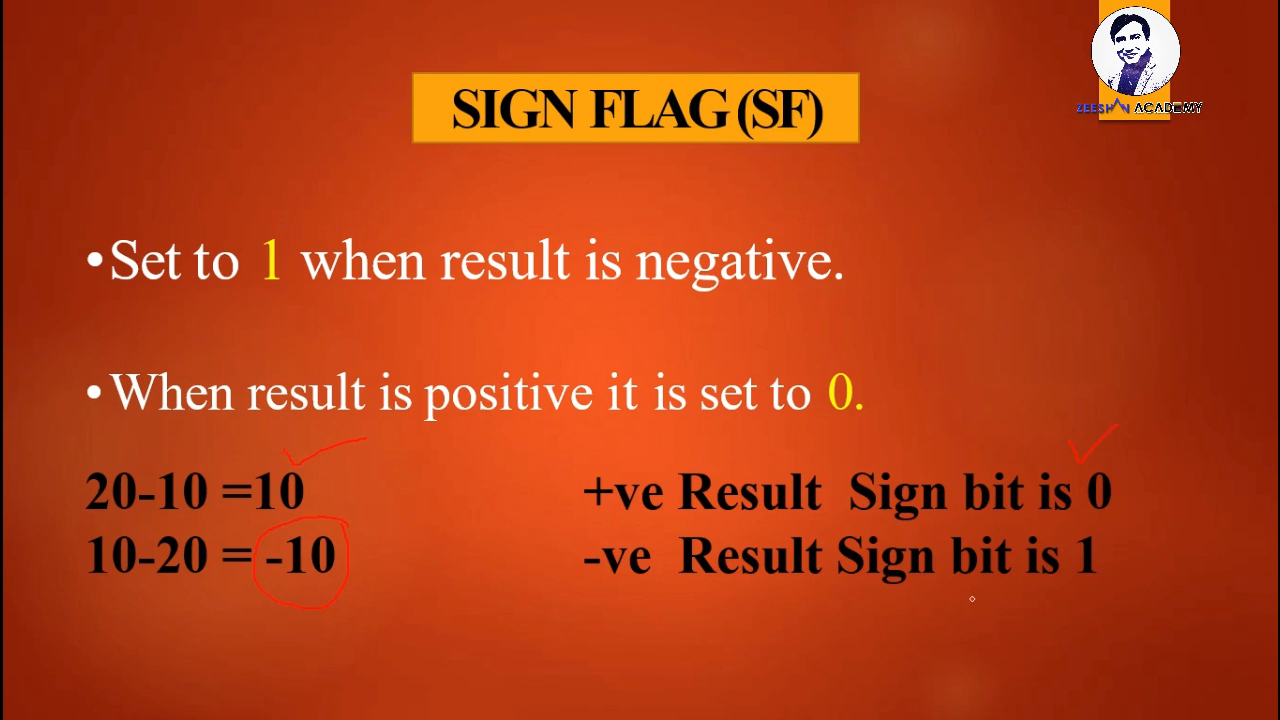 ZEESHAN ACADEMY
SIGN FLAG (SF)
•Set to 1 when result is negative.
•When result is positive it is set to 0.
20-10 =10 +ve Result Sign bit is 0
10-20 = -10 -ve Result Sign bit is 1